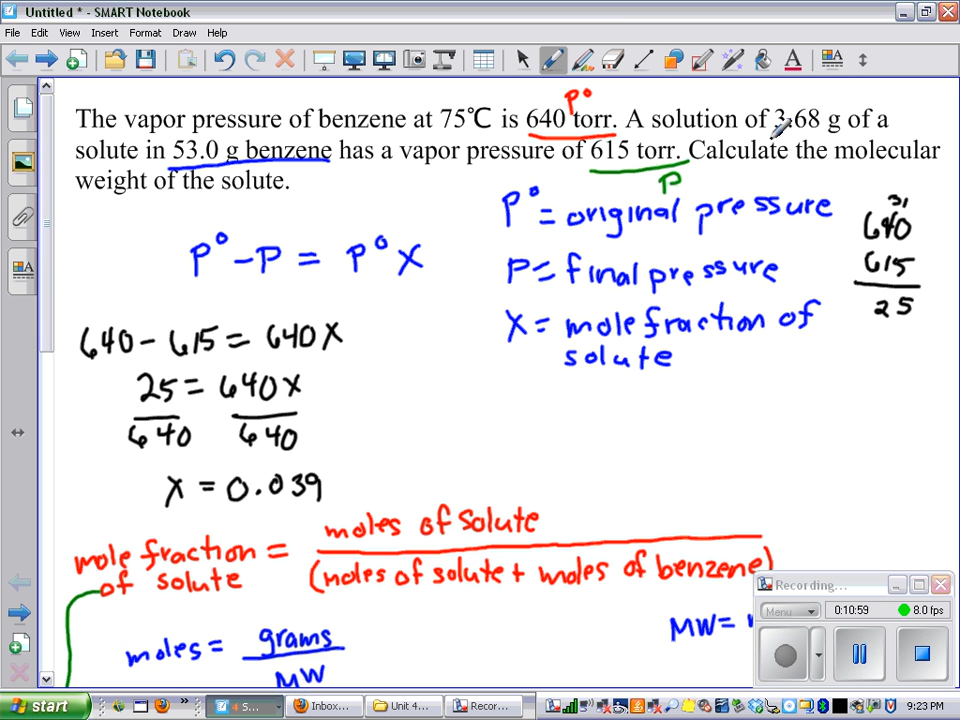 Untitled * - SMART Notebook
File Edit View Insert Format Draw Help
The vapor pressure of benzene at 75℃ is 640 torr. A solution of 3.68 g of a
solute in 53.0 g benzene has a vapor pressure of 615 torr. Calculate the molecular
weight of the solute.
P°
P
P° = original pressure
P = final pressure
X = mole fraction of
solute
31
640
615
25
P° - P = P° X
640 - 615 = 640 X
25 = 640 x
640 640
X = 0.039
mole fraction = moles of solute
of solute (moles of solute + moles of benzene)
moles = grams
MW
MW =
Recording...
Menu
0:10:59
8.0 fps
start
4 S...
Inbox...
Unit 4...
Recor...
9:23 PM